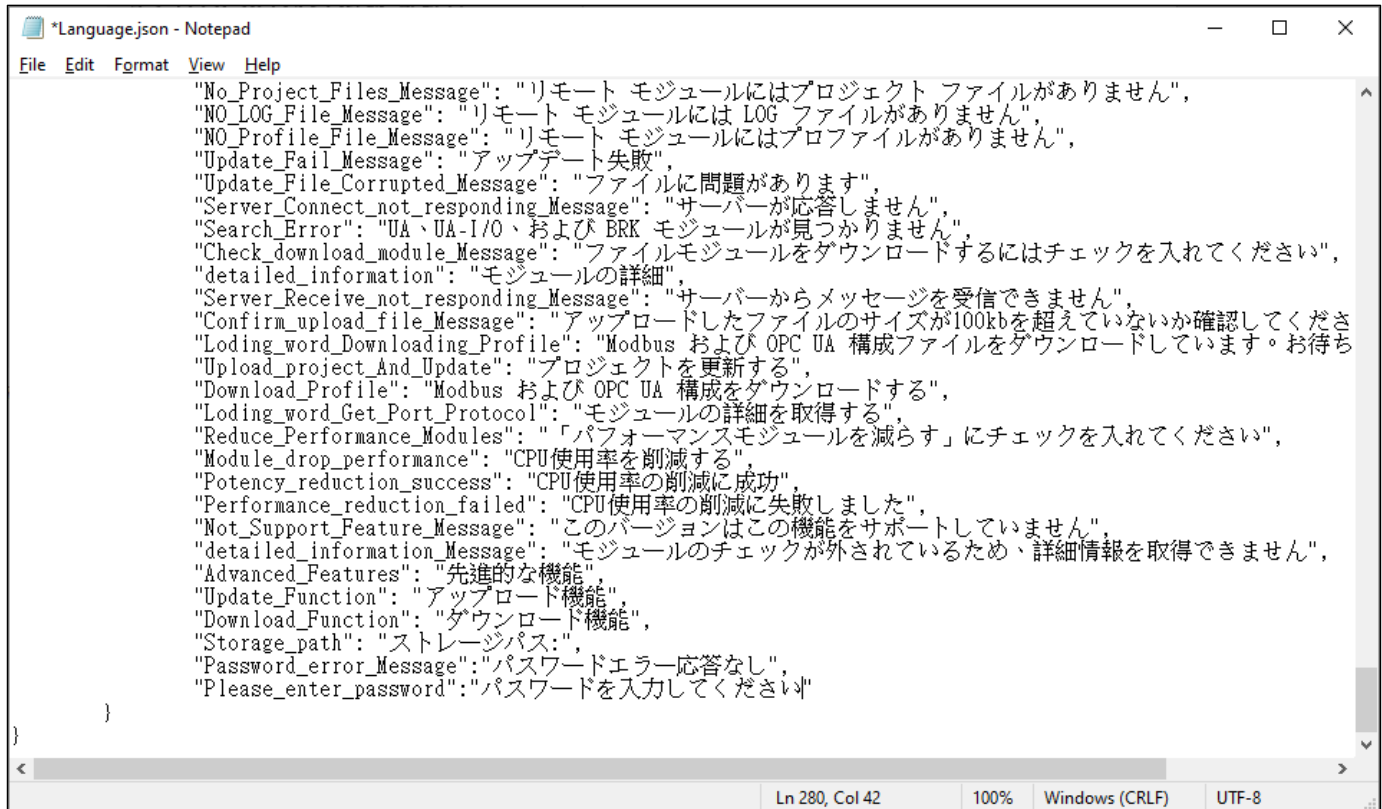 *Language.json - Notepad
File Edit Format View Help
"No_Project_Files_Message": "リモート モジュールにはプロジェクト ファイルがありません",
"NO_LOG_File_Message": "リモート モジュールには LOG ファイルがありません",
"NO_Profile_File_Message": "リモート モジュールにはプロファイルがありません",
"Update_Fail_Message": "アップデート失敗",
"Update_File_Corrupted_Message": "ファイルに問題があります",
"Server_Connect_not_responding_Message": "サーバーが応答しません",
"Search_Error": "UA、UA-I/O、および BRK モジュールが見つかりません",
"Check_download_module_Message": "ファイルモジュールをダウンロードするにはチェックを入れてください",
"detailed_information": "モジュールの詳細",
"Server_Receive_not_responding_Message": "サーバーからメッセージを受信できません",
"Confirm_upload_file_Message": "アップロードしたファイルのサイズが100kbを超えていないか確認してくださ
"Loding_word_Downloading_Profile": "Modbus および OPC UA 構成ファイルをダウンロードしています。お待ち
"Upload_project_And_Update": "プロジェクトを更新する",
"Download_Profile": "Modbus および OPC UA 構成をダウンロードする",
"Loding_word_Get_Port_Protocol": "モジュールの詳細を取得する",
"Reduce_Performance_Modules": "「パフォーマンスモジュールを減らす」にチェックを入れてください",
"Module_drop_performance": "CPU使用率を削減する",
"Potency_reduction_success": "CPU使用率の削減に成功",
"Performance_reduction_failed": "CPU使用率の削減に失敗しました",
"Not_Support_Feature_Message": "このバージョンはこの機能をサポートしていません",
"detailed_information_Message": "モジュールのチェックが外されているため、詳細情報を取得できません",
"Advanced_Features": "先進的な機能",
"Update_Function": "アップロード機能",
"Download_Function": "ダウンロード機能",
"Storage_path": "ストレージパス:",
"Password_error_Message":"パスワードエラー応答なし",
"Please_enter_password":"パスワードを入力してください"
}
}
Ln 280, Col 42 100% Windows (CRLF) UTF-8